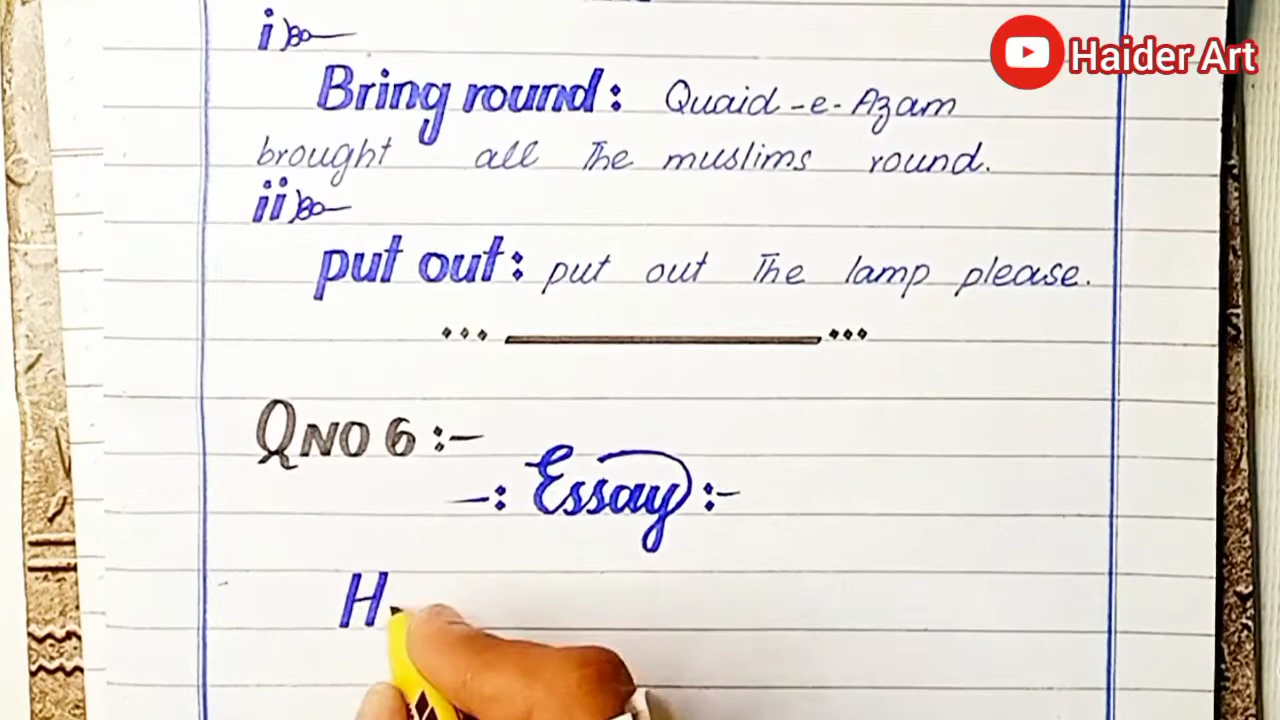 Haider Art
i)
Bring round: Quaid-e-Azam
brought all The muslims round.
ii)
put out: put out The lamp please.
QNO 6 :-
-: Essay :-
H